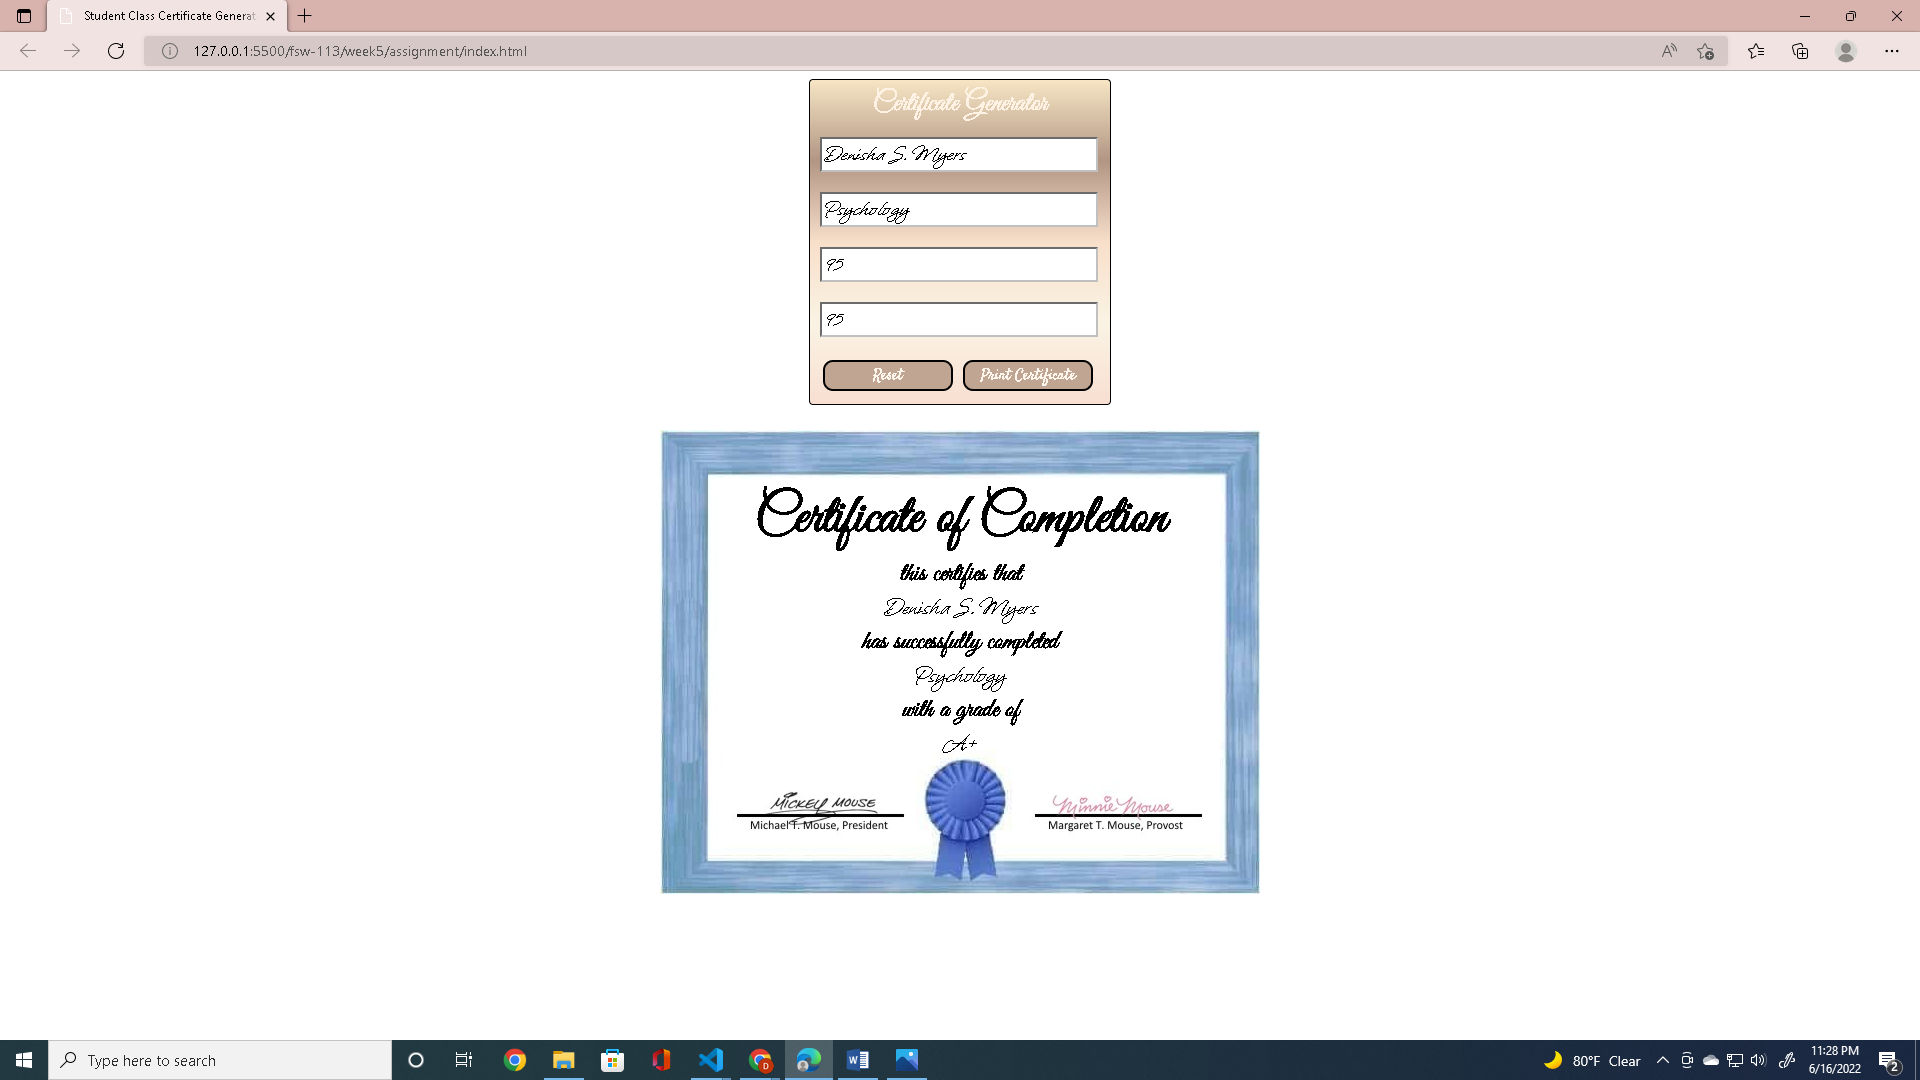 Student Class Certificate Generat
127.0.0.1:5500/fsw-113/week5/assignment/index.html
Certificate Generator
Denisha S. Myers
Psychology
95
95
Reset Print Certificate
Certificate of Completion
this certifies that
Denisha S. Myers
has successfully completed
Psychology
with a grade of
A+
Mickey Mouse Minnie Mouse
Michael T. Mouse, President Margaret T. Mouse, Provost
Type here to search
D
80°F Clear
11:28 PM
6/16/2022
2